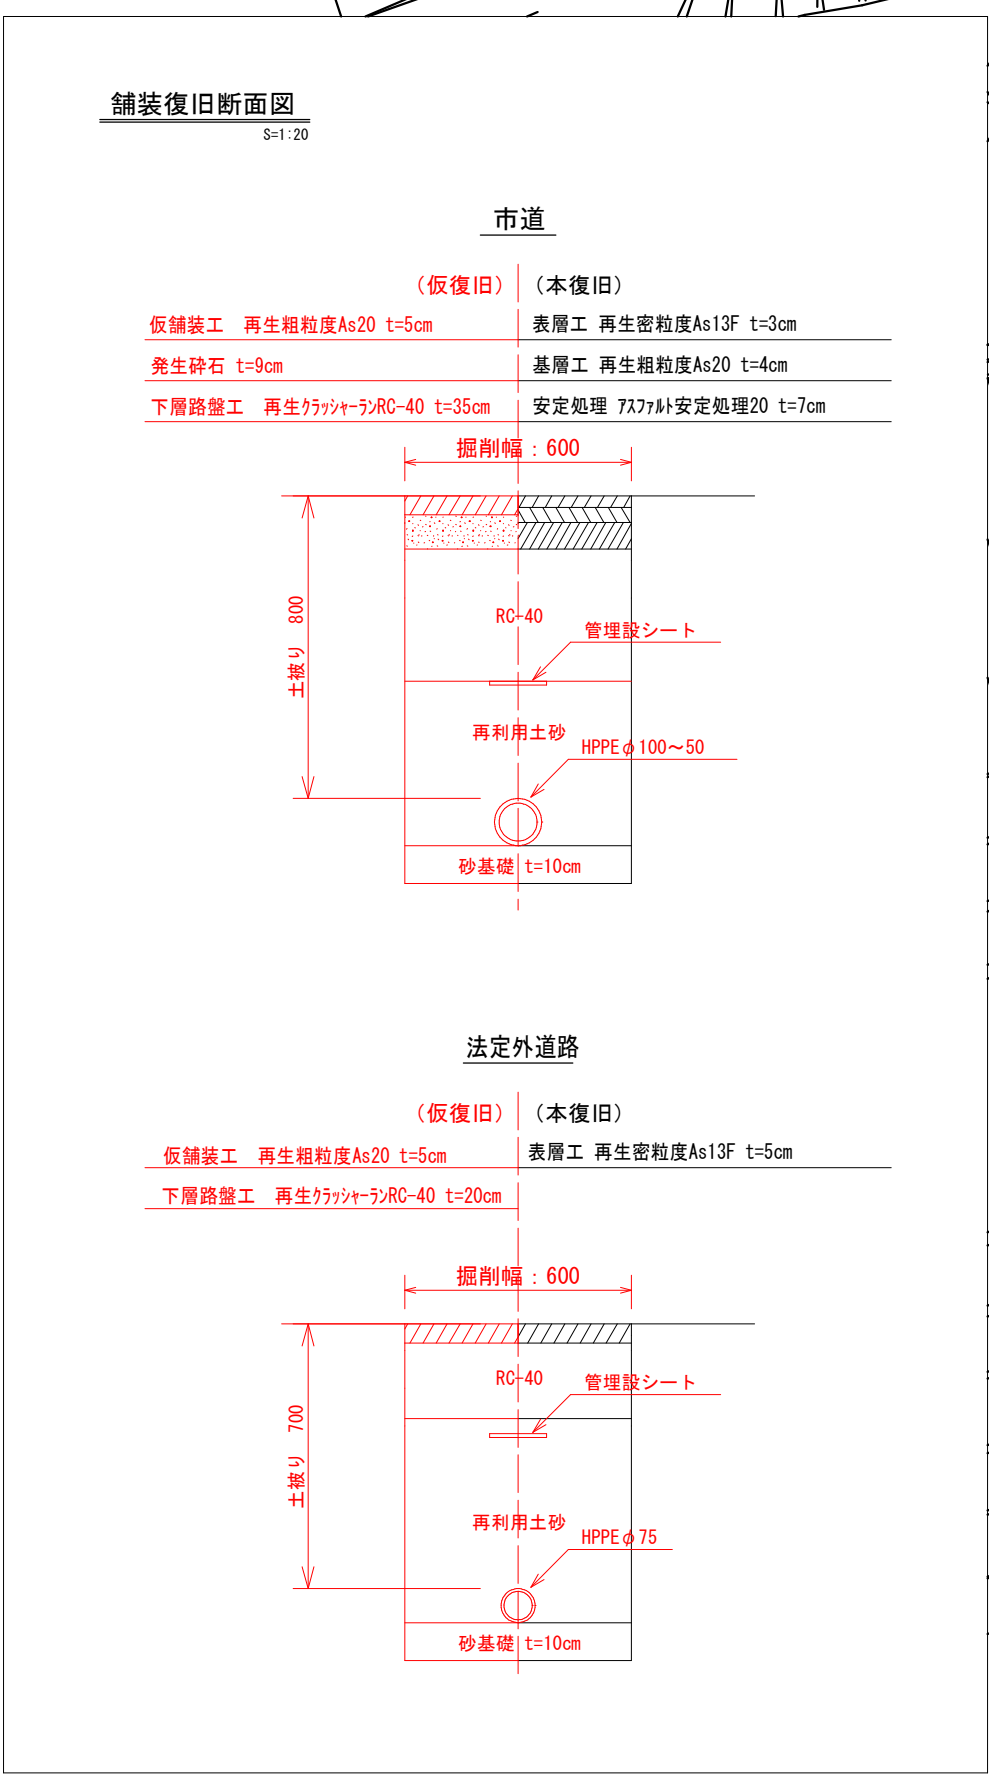 舗装復旧断面図
S=1:20
市道
(仮復旧) (本復旧)
仮舗装工 再生粗粒度As20 t=5cm 表層工 再生密粒度As13F t=3cm
発生砕石 t=9cm 基層工 再生粗粒度As20 t=4cm
下層路盤工 再生クラッシャーランRC-40 t=35cm 安定処理 アスファルト安定処理20 t=7cm
掘削幅：600
土被り 800
RC-40
管埋設シート
再利用土砂
HPPEφ100～50
砂基礎 t=10cm
法定外道路
(仮復旧) (本復旧)
仮舗装工 再生粗粒度As20 t=5cm 表層工 再生密粒度As13F t=5cm
下層路盤工 再生クラッシャーランRC-40 t=20cm
掘削幅：600
土被り 700
RC-40
管埋設シート
再利用土砂
HPPEφ75
砂基礎 t=10cm